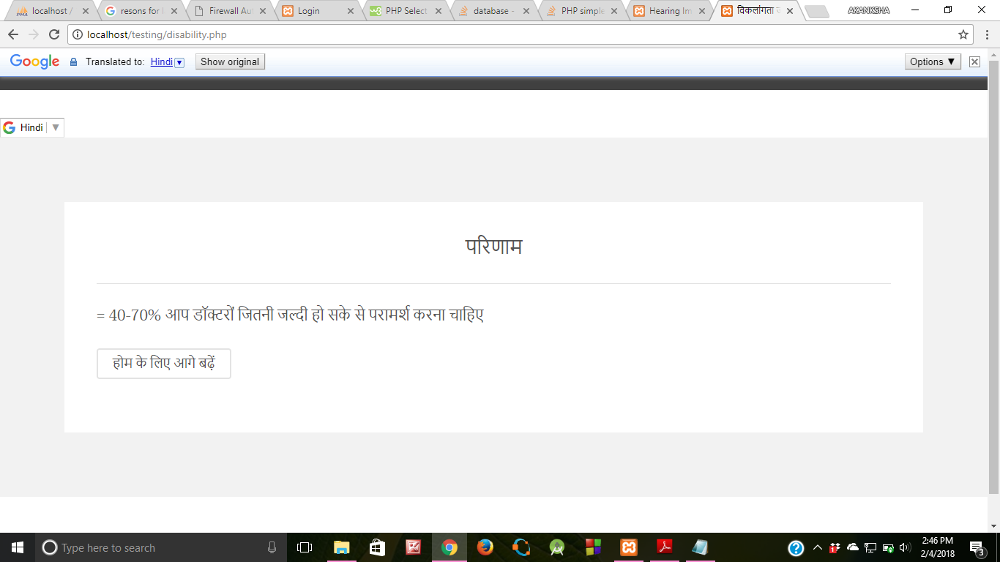 localhost /
resons for
Firewall Au
Login
PHP Select
database -
PHP simple
Hearing Im
विकलांगता
AKANKSHA
localhost/testing/disability.php
Google Translated to: Hindi ▼ Show original Options ▼
G Hindi ▼
परिणाम
= 40-70% आप डॉक्टरों जितनी जल्दी हो सके से परामर्श करना चाहिए
होम के लिए आगे बढ़ें
Type here to search
2:46 PM
2/4/2018
3